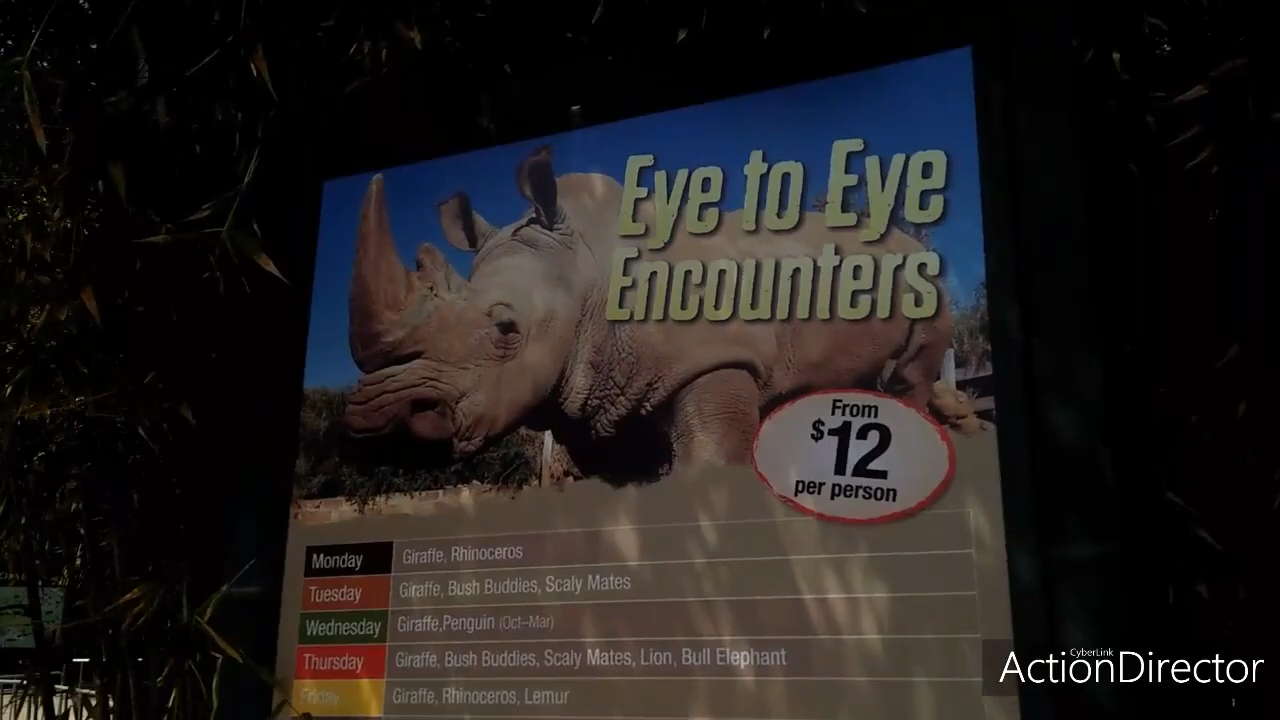 Eye to Eye
Encounters
From
$12
per person
Monday Giraffe, Rhinoceros
Tuesday Giraffe, Bush Buddies, Scaly Mates
Wednesday Giraffe,Penguin (Oct–Mar)
Thursday Giraffe, Bush Buddies, Scaly Mates, Lion, Bull Elephant
Friday Giraffe, Rhinoceros, Lemur
CyberLink
ActionDirector